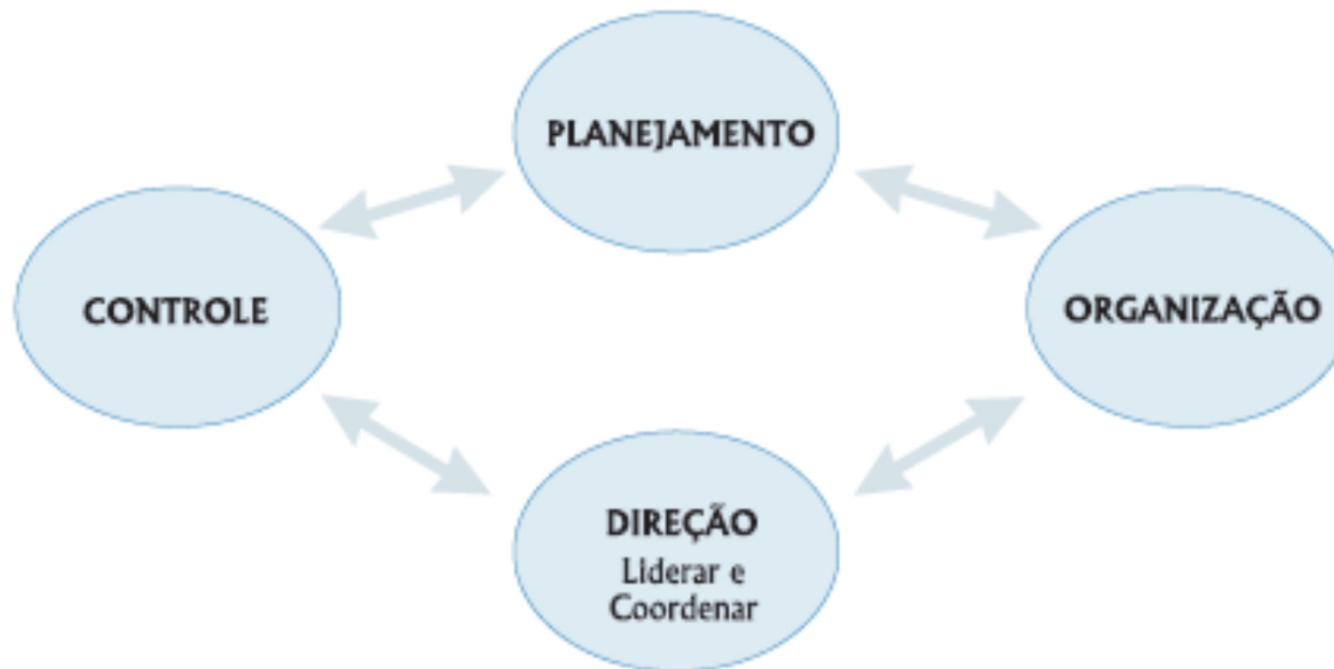 PLANEJAMENTO
CONTROLE
ORGANIZAÇÃO
DIREÇÃO
Liderar e
Coordenar